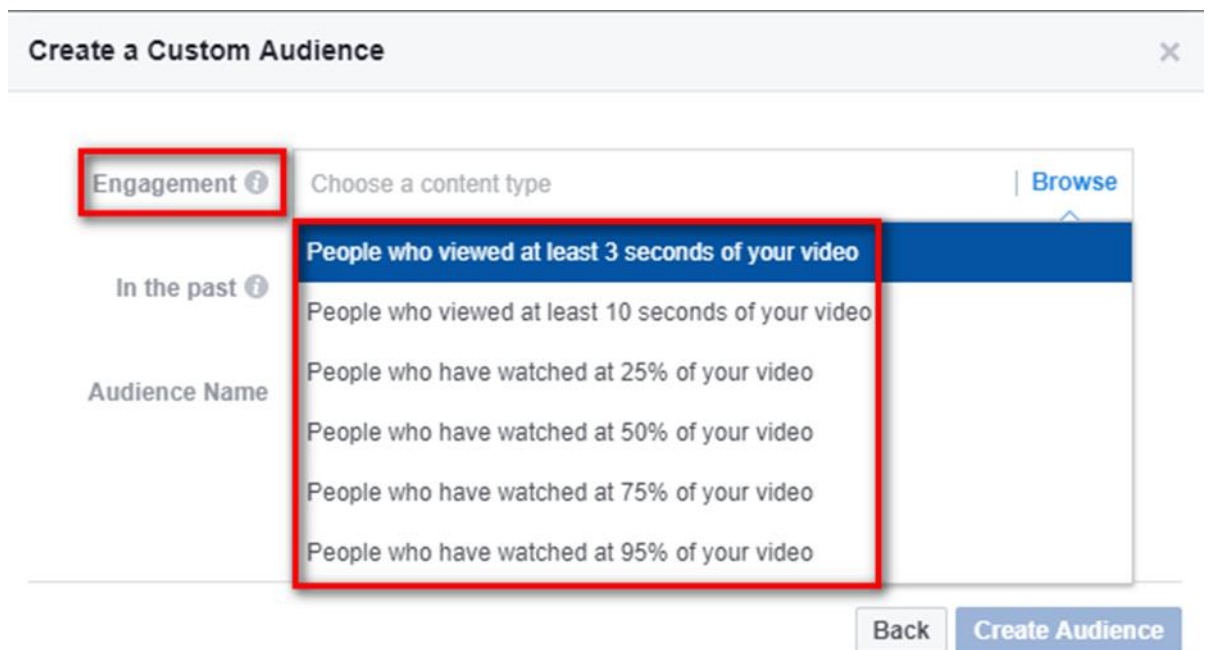 Create a Custom Audience
Engagement Choose a content type | Browse
People who viewed at least 3 seconds of your video
In the past
People who viewed at least 10 seconds of your video
People who have watched at 25% of your video
Audience Name
People who have watched at 50% of your video
People who have watched at 75% of your video
People who have watched at 95% of your video
Back Create Audience